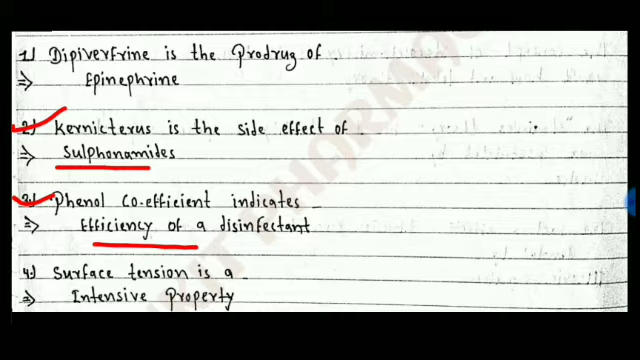 1) Dipiverfrine is the Prodrug of
⇒ Epinephrine
2) Kernicterus is the side effect of.
⇒ Sulphonamides
3) Phenol co-efficient indicates
⇒ Efficiency of a disinfectant
4) Surface tension is a
⇒ Intensive Property